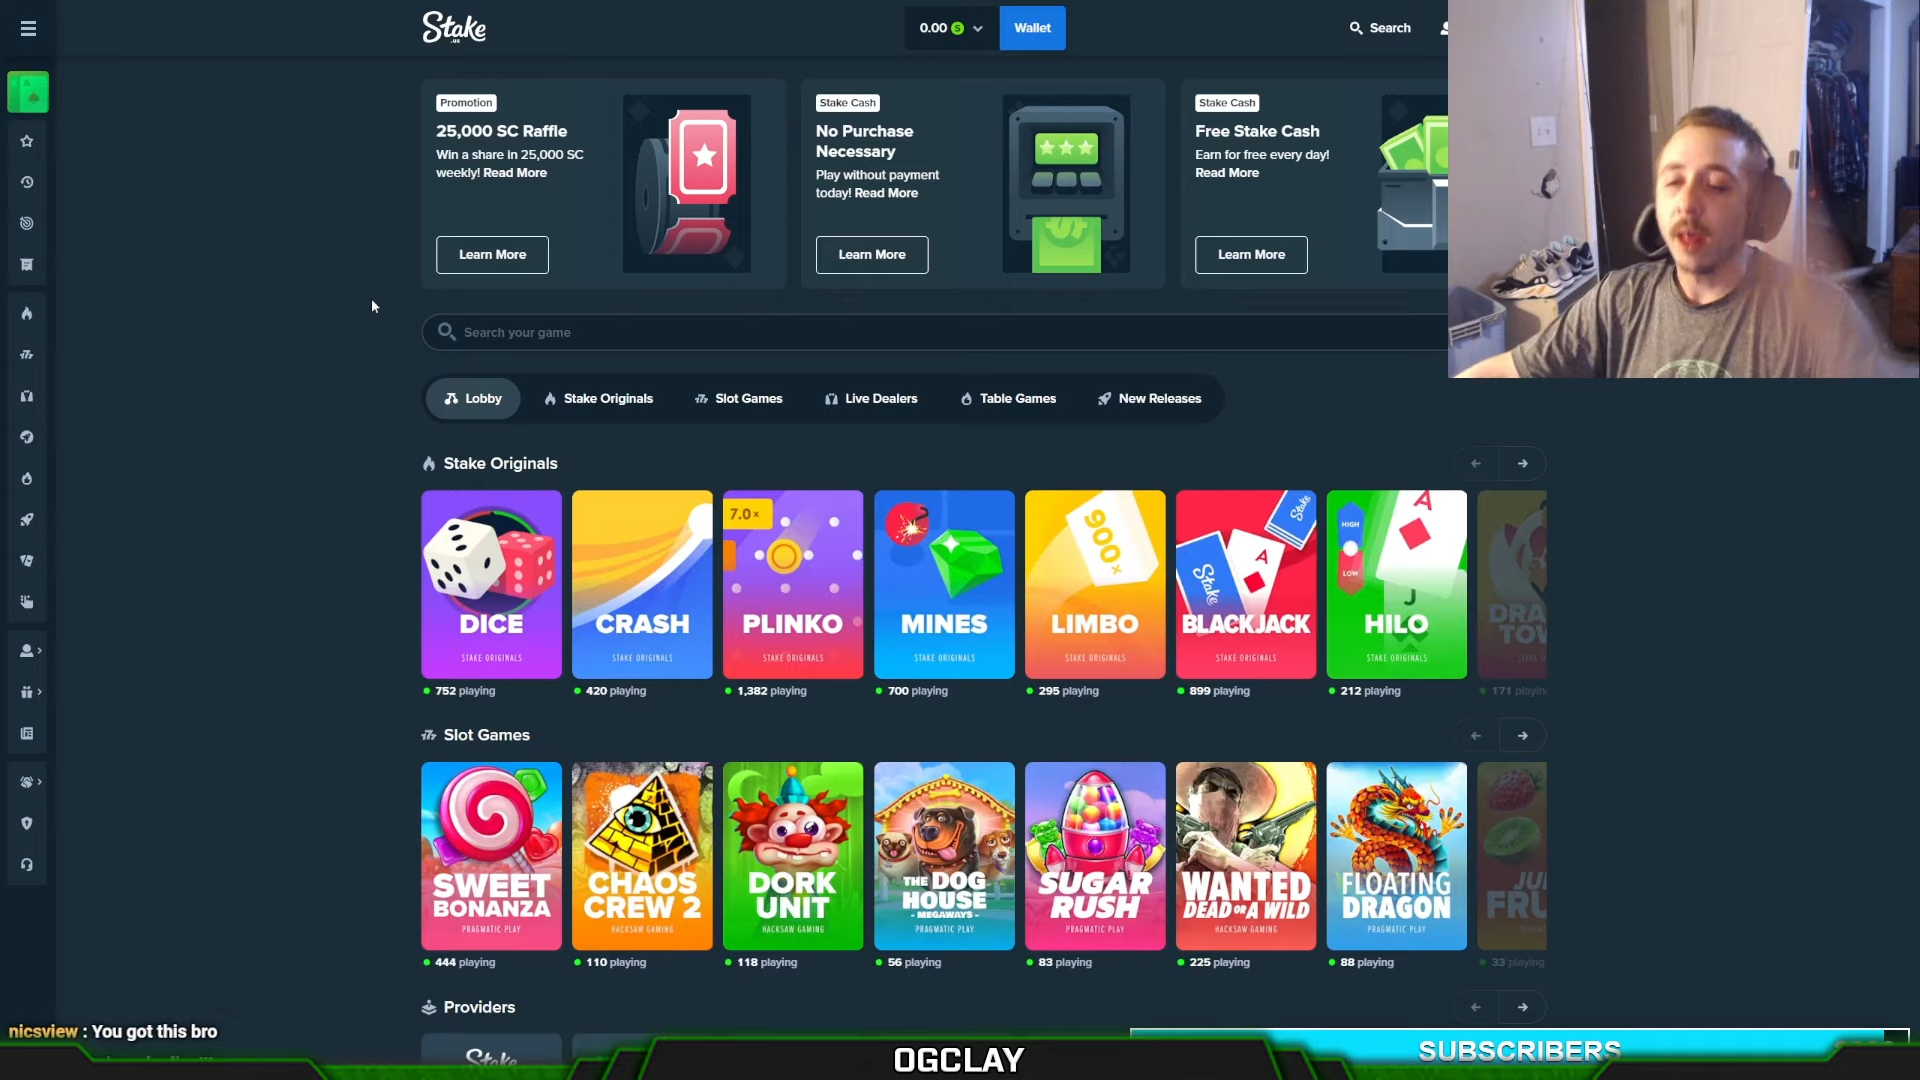 Stake
.US
0.00
Wallet
Search
Promotion
25,000 SC Raffle
Win a share in 25,000 SC
weekly! Read More
Learn More
Stake Cash
No Purchase
Necessary
Play without payment
today! Read More
Learn More
Stake Cash
Free Stake Cash
Earn for free every day!
Read More
Learn More
Search your game
Lobby
Stake Originals
Slot Games
Live Dealers
Table Games
New Releases
Stake Originals
DICE
STAKE ORIGINALS
752 playing
CRASH
STAKE ORIGINALS
420 playing
7.0x
PLINKO
STAKE ORIGINALS
1,382 playing
MINES
STAKE ORIGINALS
700 playing
900x
LIMBO
STAKE ORIGINALS
295 playing
Stake
A
Stake
BLACKJACK
STAKE ORIGINALS
899 playing
HIGH
LOW
A
J
HILO
STAKE ORIGINALS
212 playing
171 playin
Slot Games
SWEET
BONANZA
PRAGMATIC PLAY
444 playing
CHAOS
CREW 2
HACKSAW GAMING
110 playing
DORK
UNIT
HACKSAW GAMING
118 playing
THE DOG
HOUSE
- MEGAWAYS -
PRAGMATIC PLAY
56 playing
SUGAR
RUSH
PRAGMATIC PLAY
83 playing
WANTED
DEAD OR A WILD
HACKSAW GAMING
225 playing
FLOATING
DRAGON
PRAGMATIC PLAY
88 playing
33 playing
Providers
Stake
nicsview : You got this bro
OGCLAY
SUBSCRIBERS